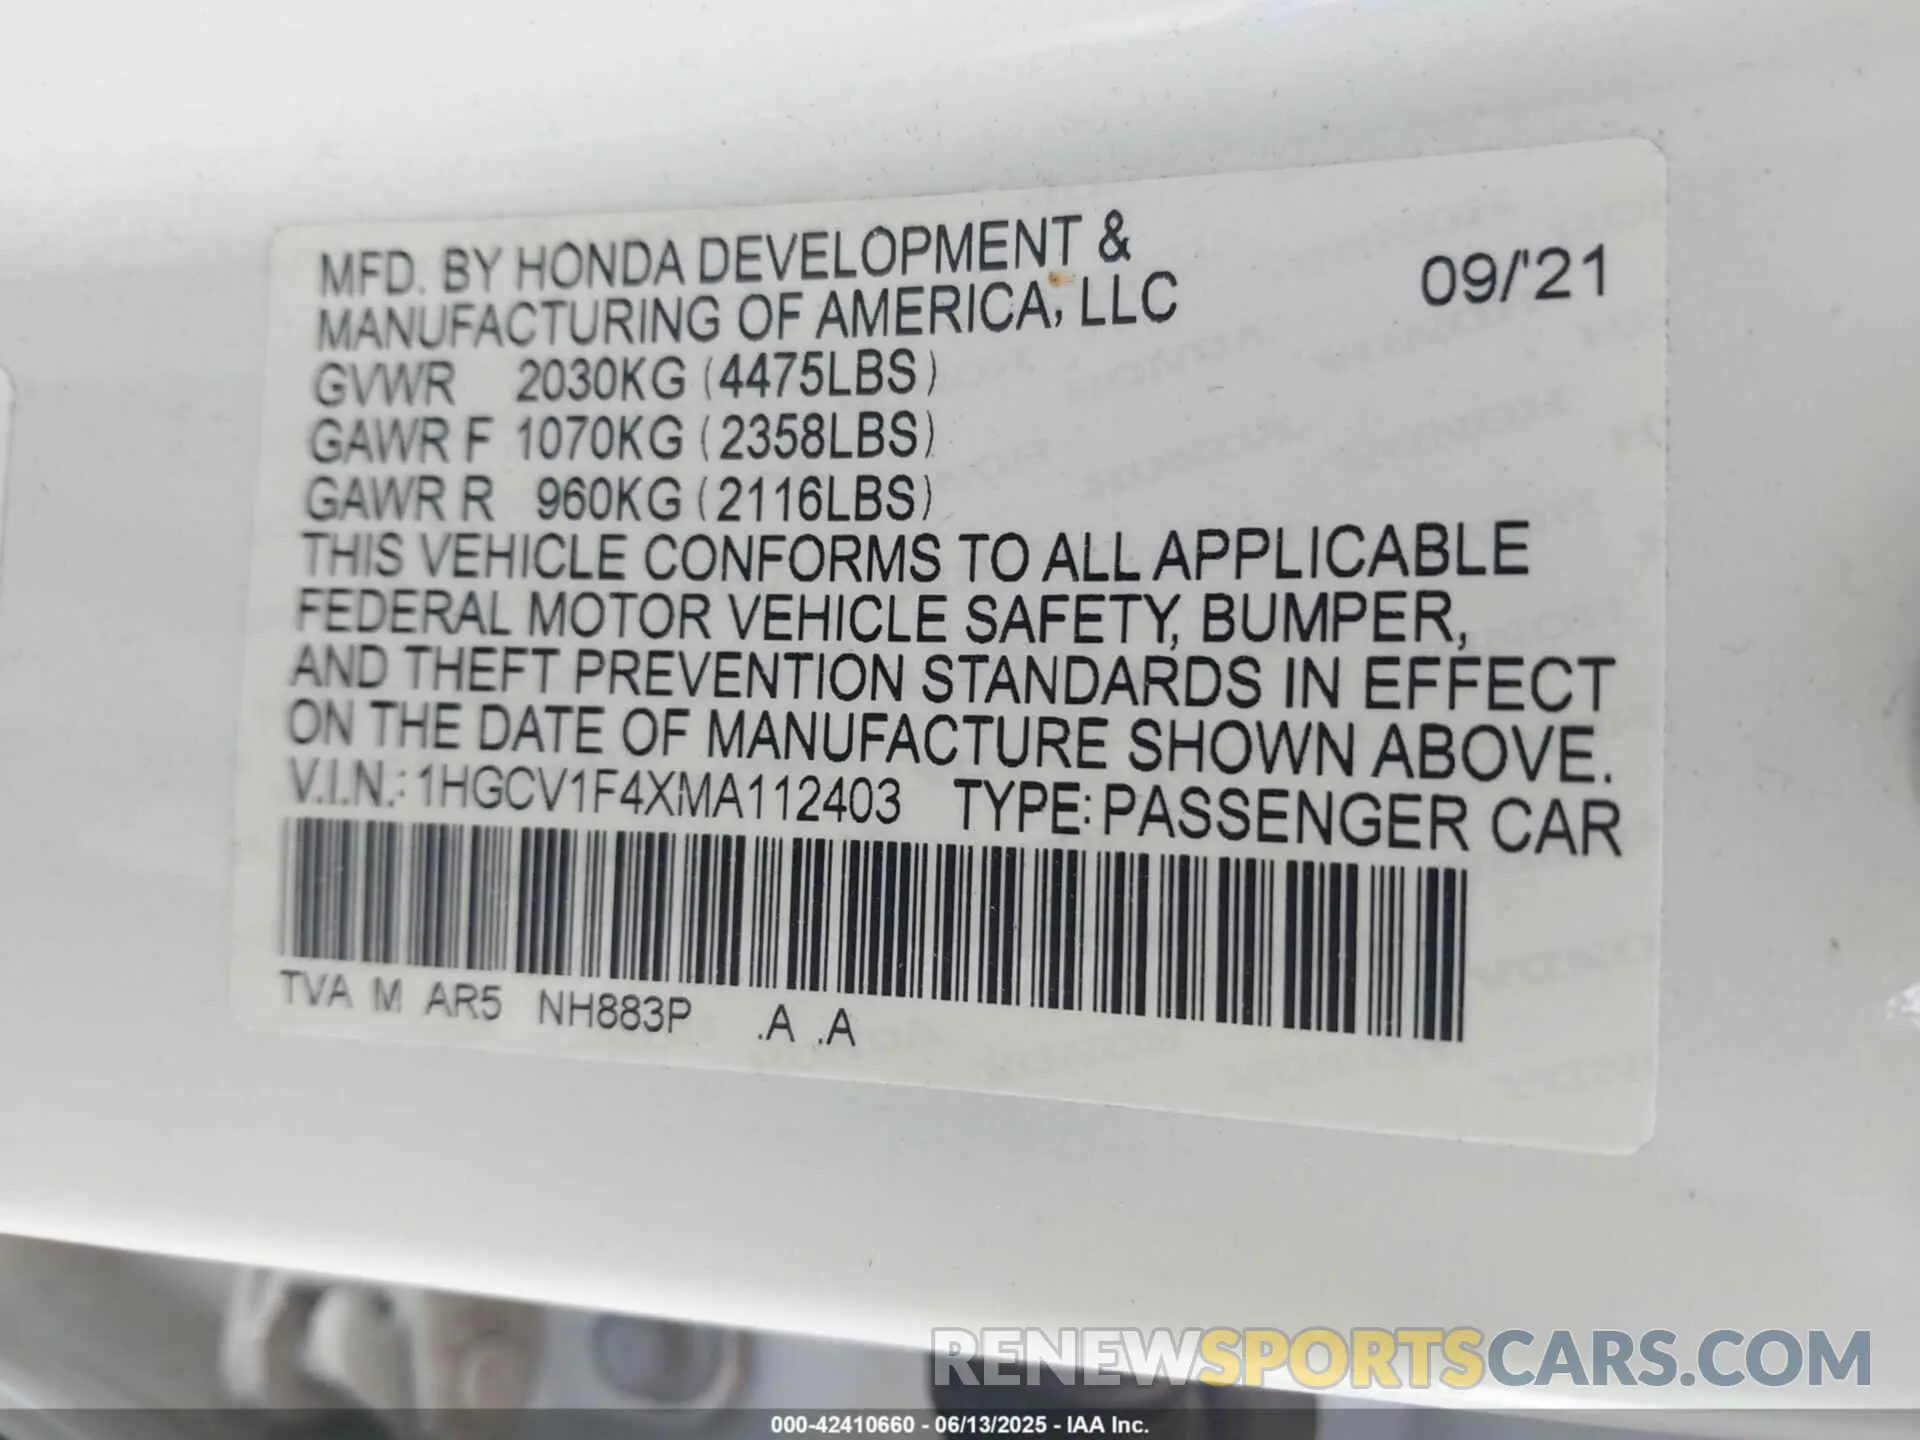 MFD. BY HONDA DEVELOPMENT &
MANUFACTURING OF AMERICA, LLC
09/'21
GVWR 2030KG (4475LBS)
GAWR F 1070KG (2358LBS)
GAWR R 960KG (2116LBS)
THIS VEHICLE CONFORMS TO ALL APPLICABLE
FEDERAL MOTOR VEHICLE SAFETY, BUMPER,
AND THEFT PREVENTION STANDARDS IN EFFECT
ON THE DATE OF MANUFACTURE SHOWN ABOVE.
V.I.N.: 1HGCV1F4XMA112403 TYPE: PASSENGER CAR
TVA M AR5 NH883P .A .A
RENEWSPORTSCARS.COM
000-42410660 - 06/13/2025 - IAA Inc.